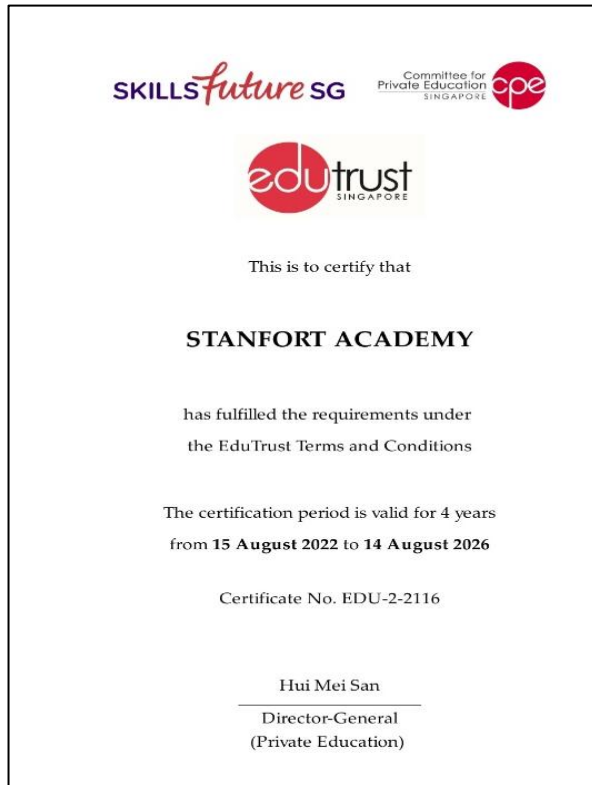 SKILLS future SG
Committee for
Private Education
SINGAPORE
cpe
edutrust
SINGAPORE
This is to certify that
STANFORT ACADEMY
has fulfilled the requirements under
the EduTrust Terms and Conditions
The certification period is valid for 4 years
from 15 August 2022 to 14 August 2026
Certificate No. EDU-2-2116
Hui Mei San
Director-General
(Private Education)